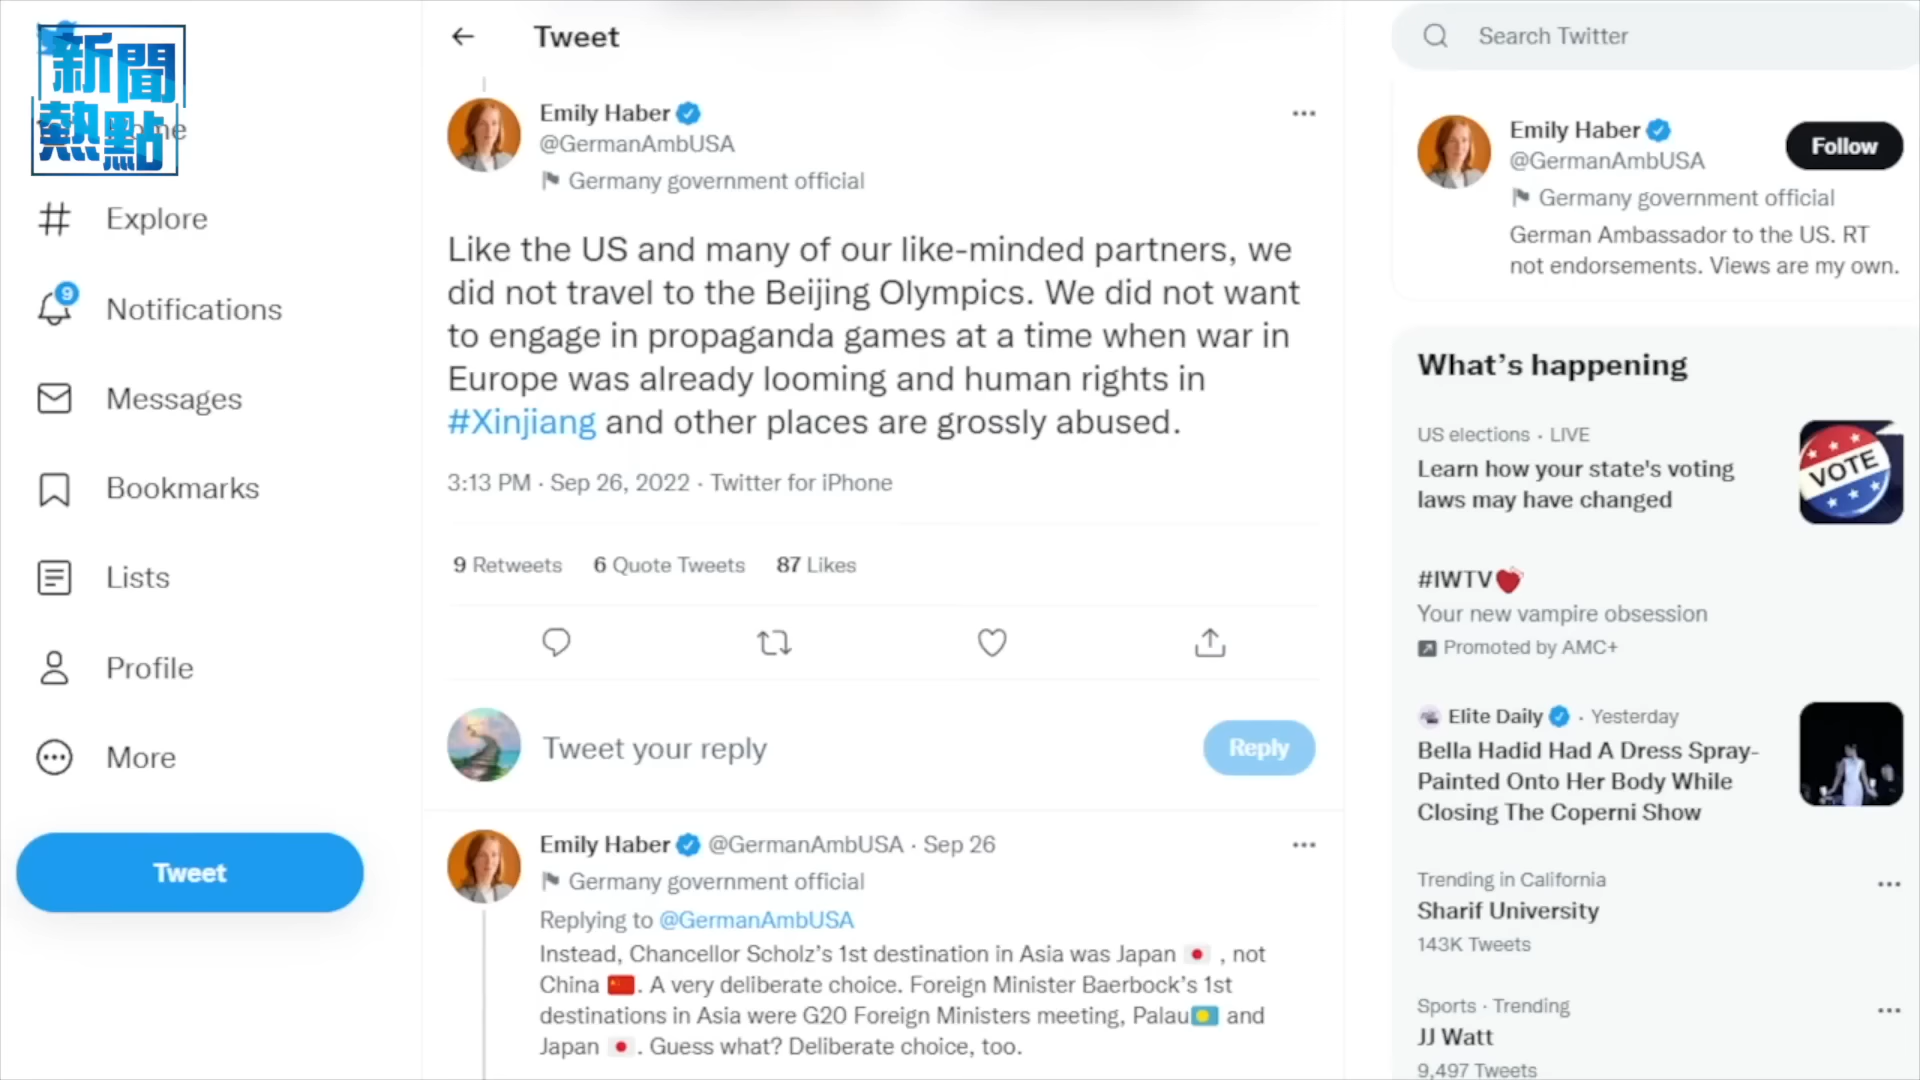 新聞
熱點
Explore
9
Notifications
Messages
Bookmarks
Lists
Profile
More
Tweet
Tweet
Emily Haber
@GermanAmbUSA
Germany government official
Like the US and many of our like-minded partners, we
did not travel to the Beijing Olympics. We did not want
to engage in propaganda games at a time when war in
Europe was already looming and human rights in
#Xinjiang and other places are grossly abused.
3:13 PM · Sep 26, 2022 · Twitter for iPhone
9 Retweets 6 Quote Tweets 87 Likes
Tweet your reply
Reply
Emily Haber @GermanAmbUSA · Sep 26
Germany government official
Replying to @GermanAmbUSA
Instead, Chancellor Scholz’s 1st destination in Asia was Japan 🇯🇵 , not
China 🇨🇳. A very deliberate choice. Foreign Minister Baerbock’s 1st
destinations in Asia were G20 Foreign Ministers meeting, Palau🇵🇼 and
Japan 🇯🇵. Guess what? Deliberate choice, too.
Search Twitter
Emily Haber
@GermanAmbUSA
Follow
Germany government official
German Ambassador to the US. RT
not endorsements. Views are my own.
What’s happening
US elections · LIVE
Learn how your state's voting
laws may have changed
VOTE
#IWTV
Your new vampire obsession
Promoted by AMC+
Elite Daily · Yesterday
Bella Hadid Had A Dress Spray-
Painted Onto Her Body While
Closing The Coperni Show
Trending in California
Sharif University
143K Tweets
Sports · Trending
JJ Watt
9,497 Tweets